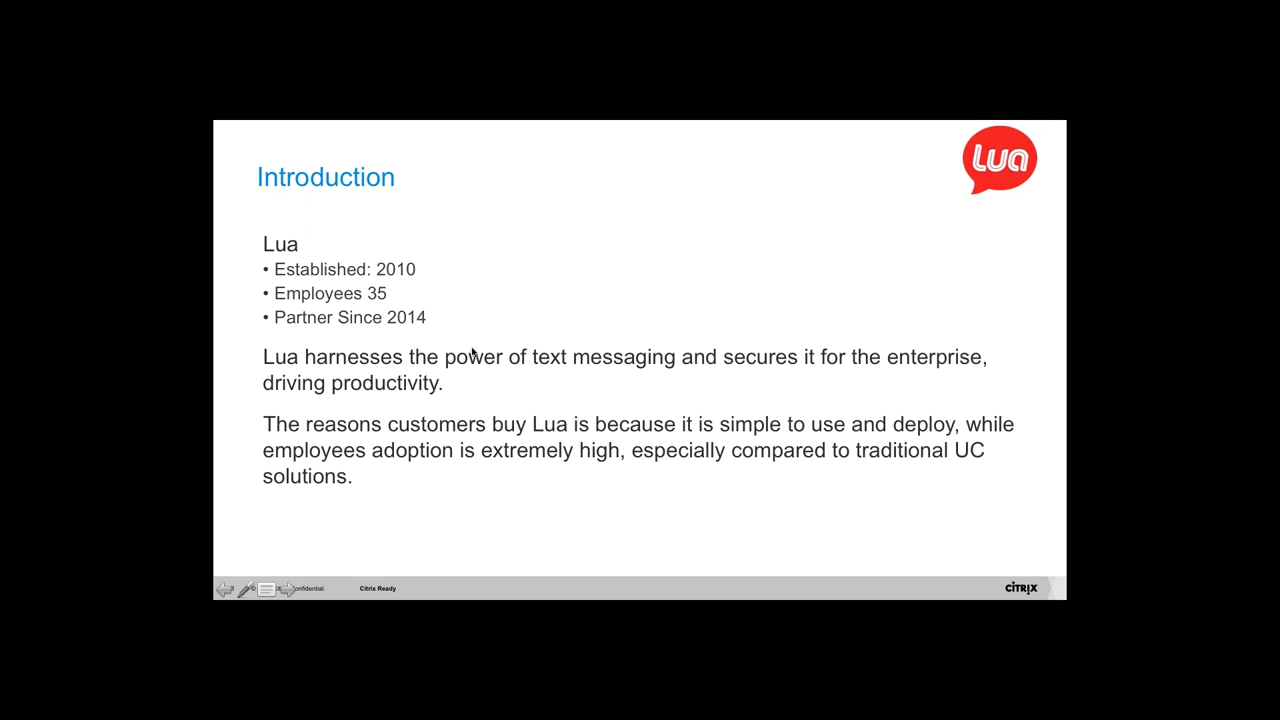 Lua
Introduction
Lua
• Established: 2010
• Employees 35
• Partner Since 2014
Lua harnesses the power of text messaging and secures it for the enterprise,
driving productivity.
The reasons customers buy Lua is because it is simple to use and deploy, while
employees adoption is extremely high, especially compared to traditional UC
solutions.
Citrix Ready
CITRIX